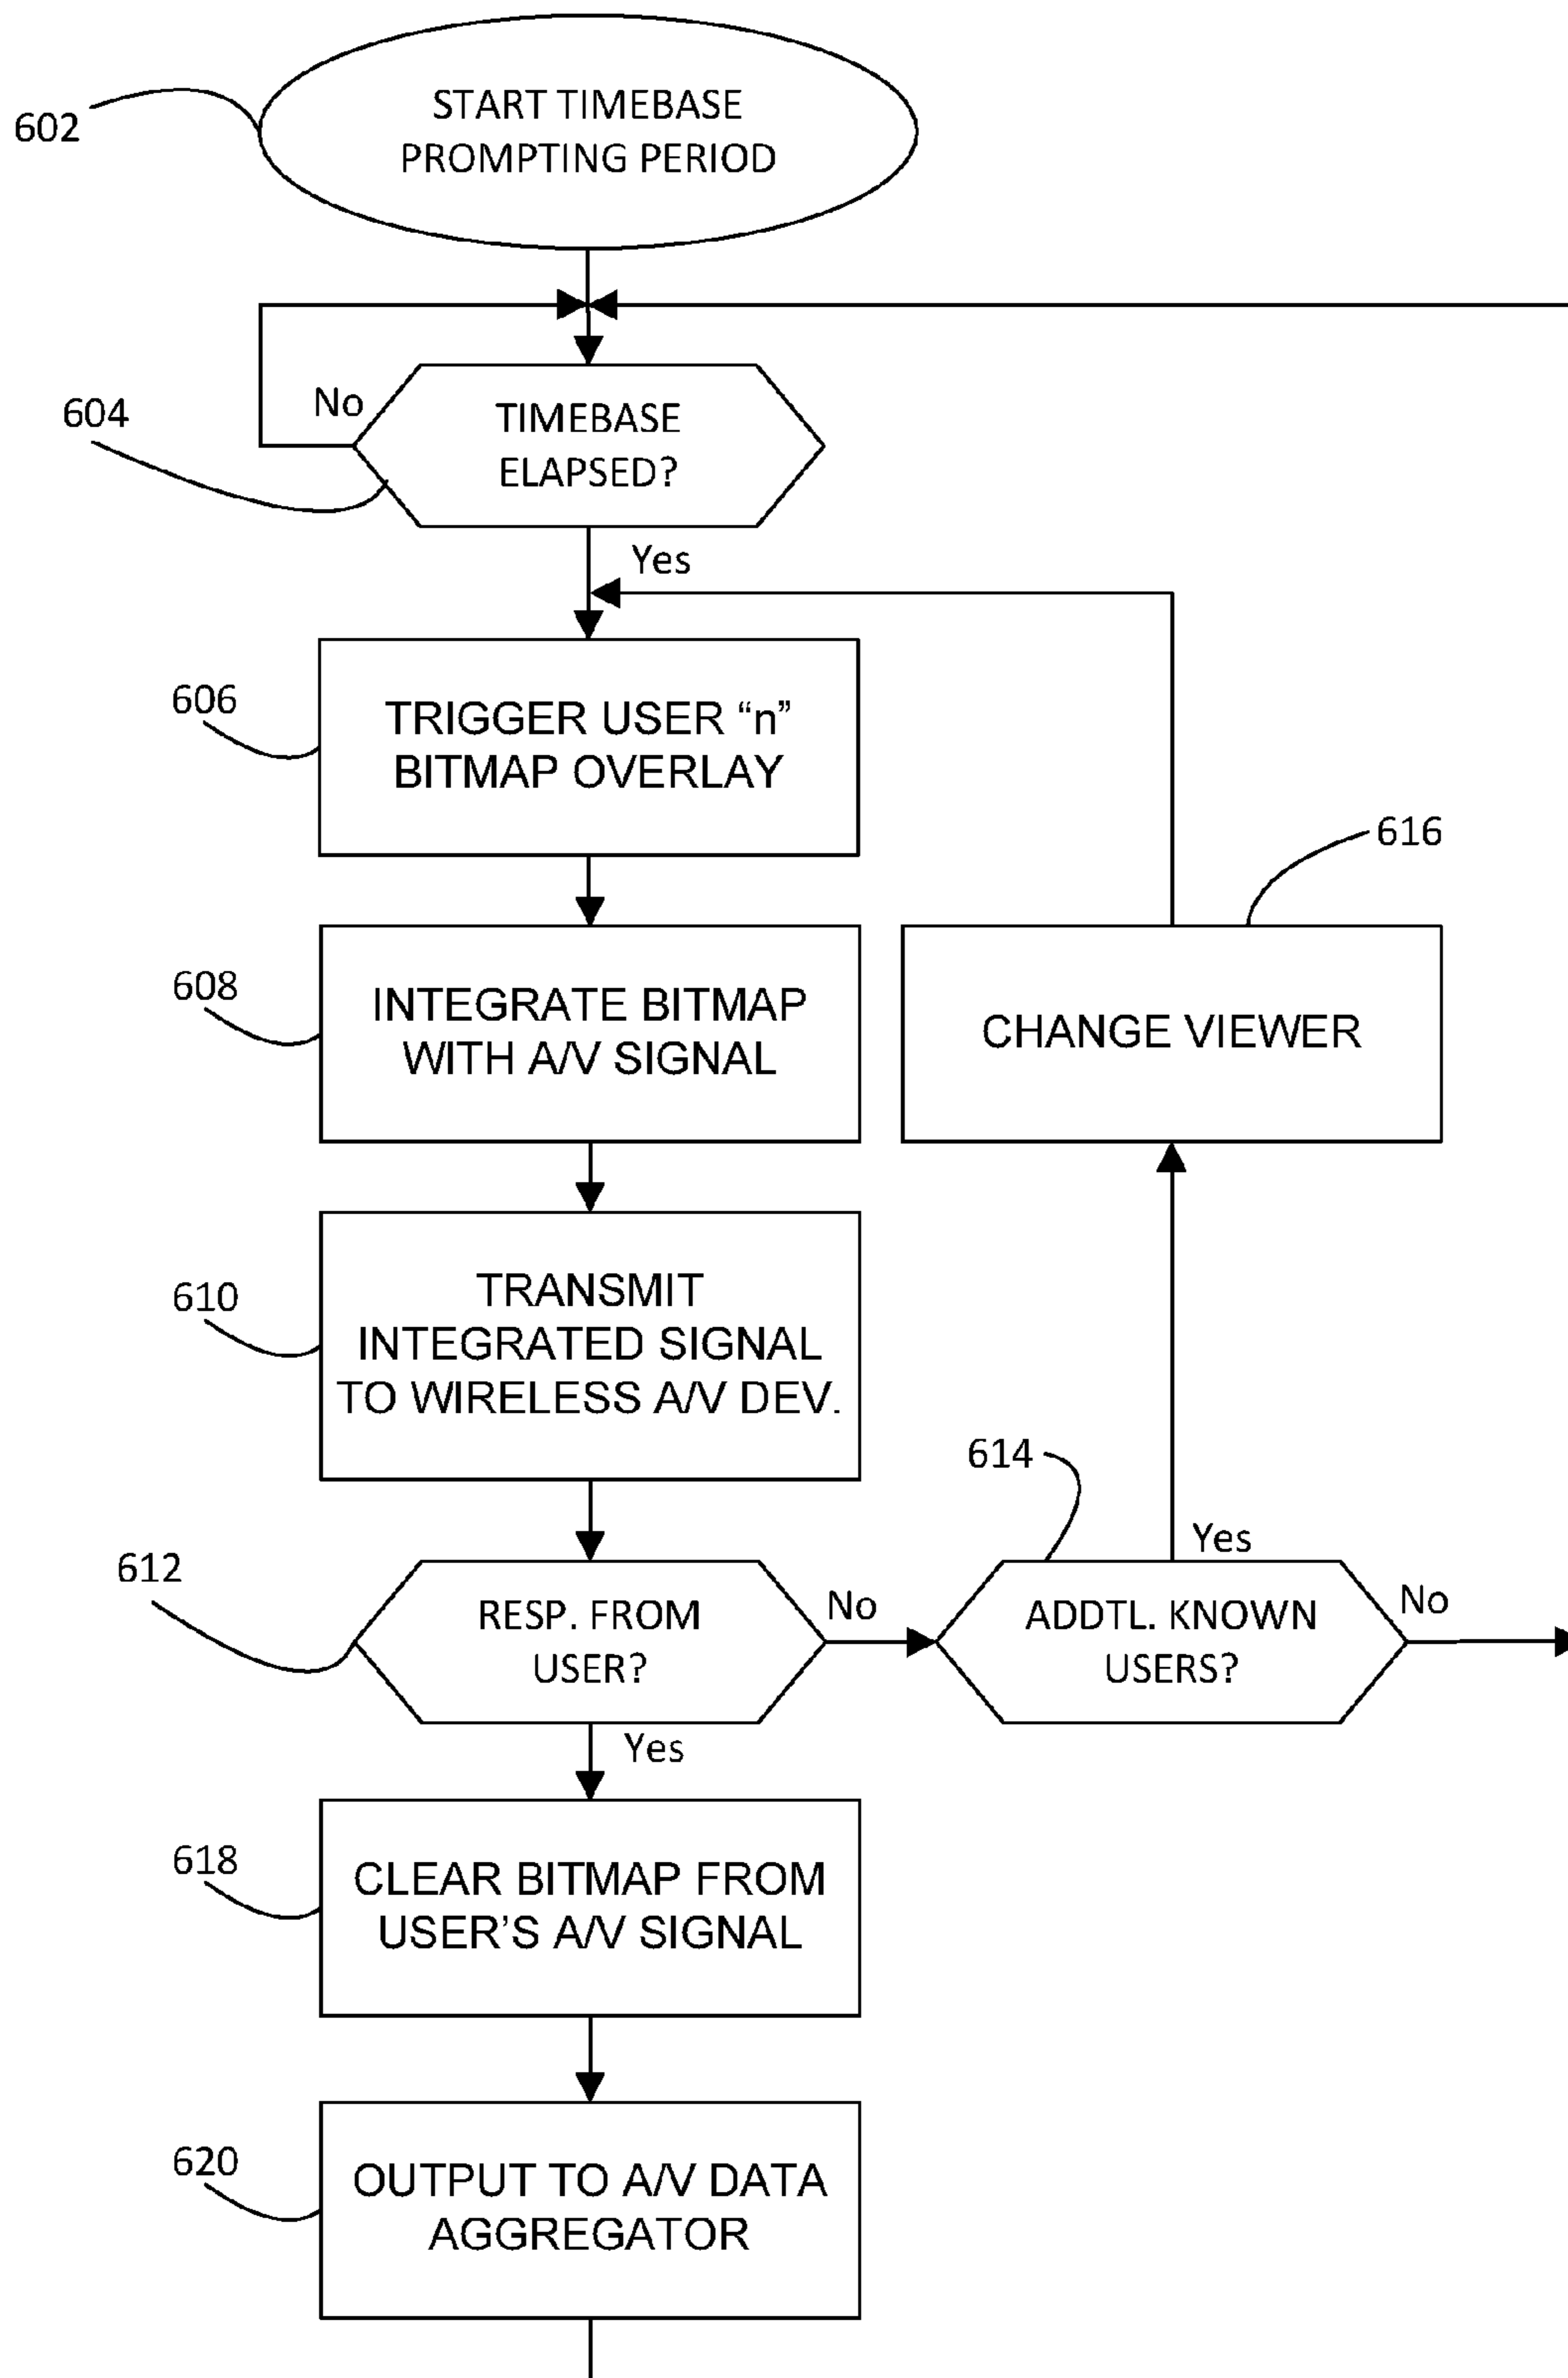 602
START TIMEBASE
PROMPTING PERIOD
604
No
TIMEBASE
ELAPSED?
Yes
606
TRIGGER USER “n”
BITMAP OVERLAY
616
608
INTEGRATE BITMAP
WITH A/V SIGNAL
CHANGE VIEWER
610
TRANSMIT
INTEGRATED SIGNAL
TO WIRELESS A/V DEV.
614
Yes
612
RESP. FROM
USER?
No
ADDTL. KNOWN
USERS?
No
Yes
618
CLEAR BITMAP FROM
USER’S A/V SIGNAL
620
OUTPUT TO A/V DATA
AGGREGATOR